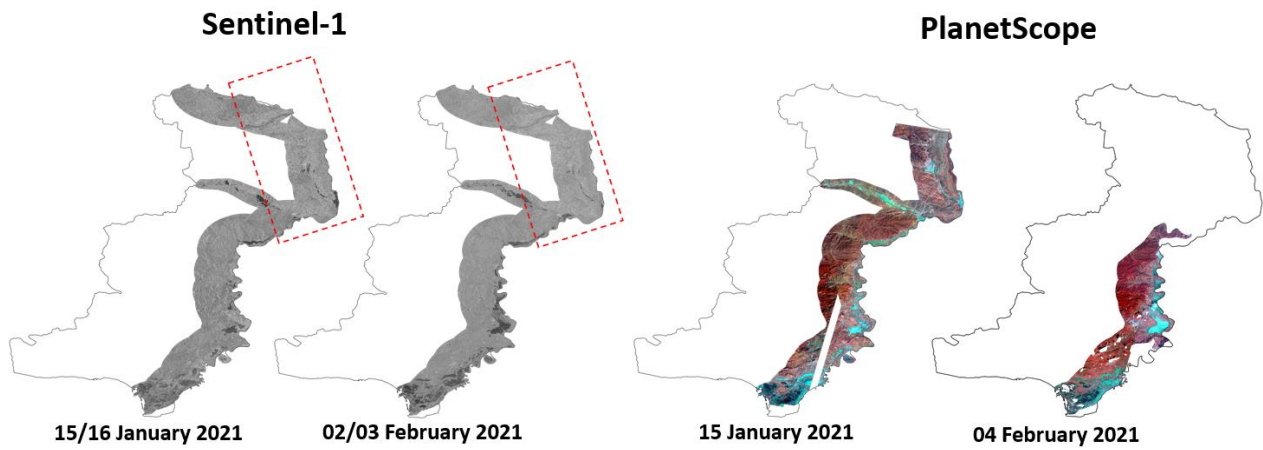 Sentinel-1
PlanetScope
15/16 January 2021
02/03 February 2021
15 January 2021
04 February 2021